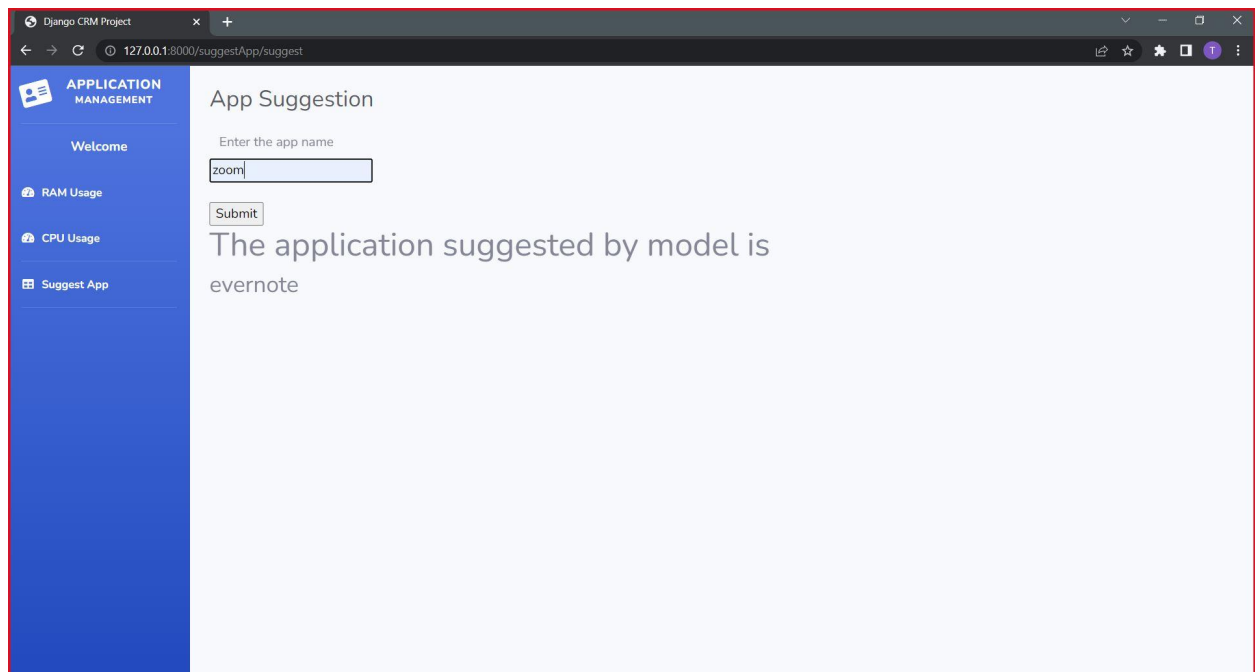 Django CRM Project
127.0.0.1:8000/suggestApp/suggest
T
APPLICATION
MANAGEMENT
Welcome
RAM Usage
CPU Usage
Suggest App
App Suggestion
Enter the app name
zoom
Submit
The application suggested by model is
evernote